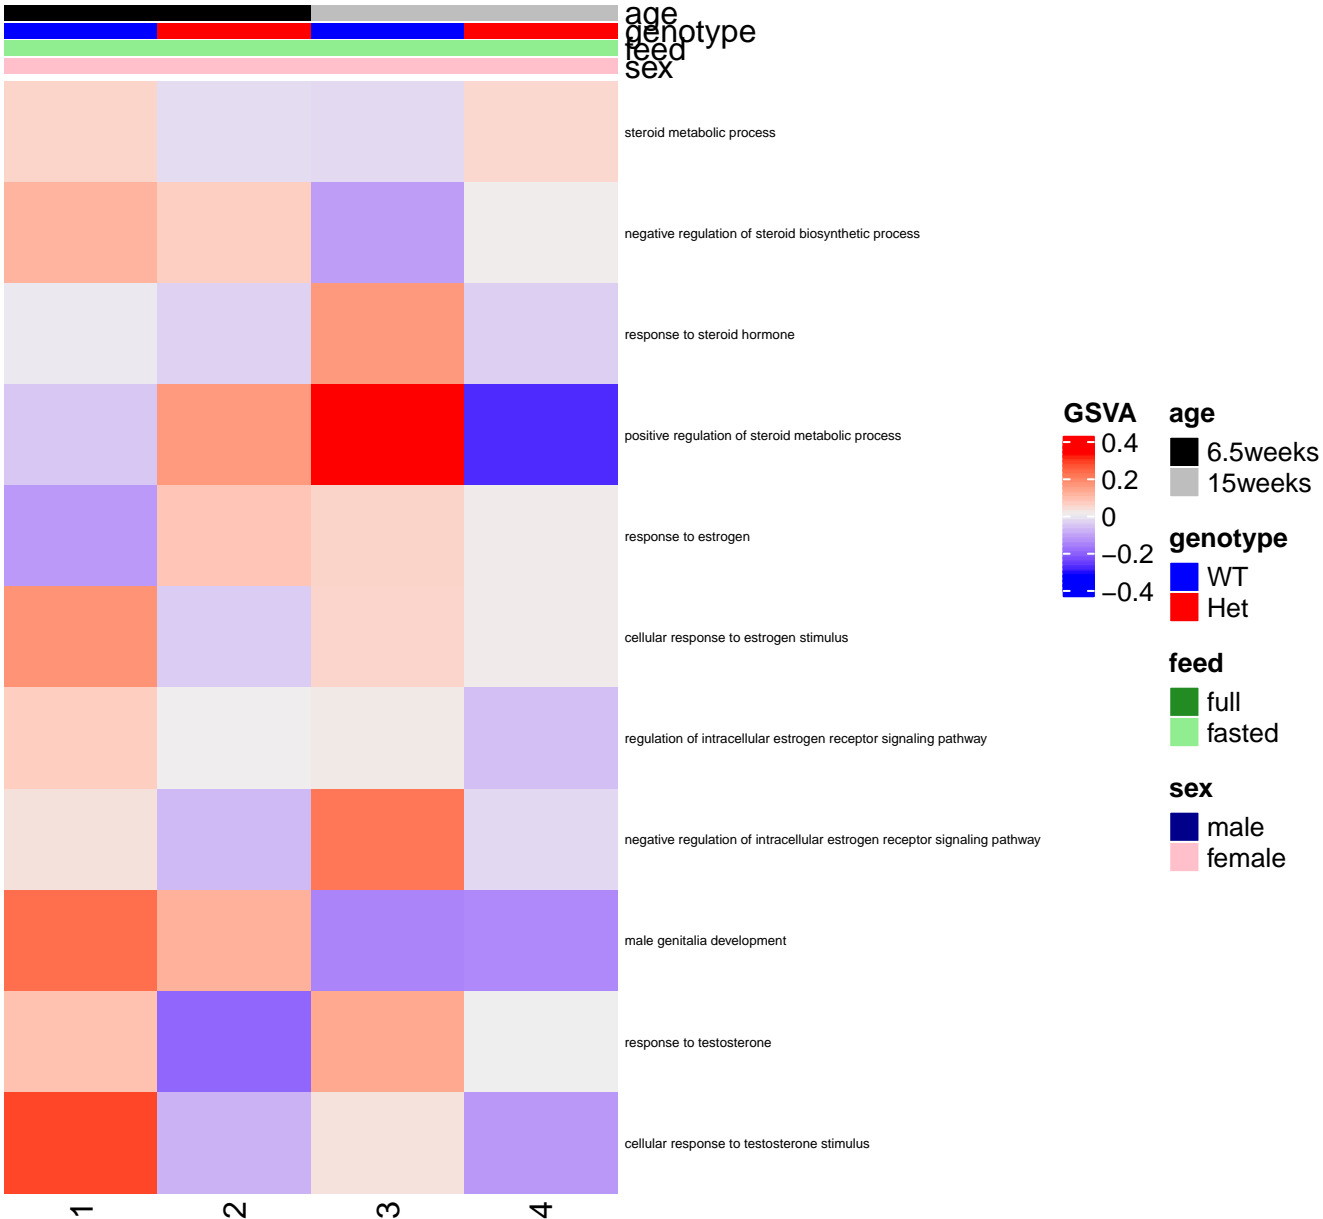 age
genotype
feed
sex
steroid metabolic process
negative regulation of steroid biosynthetic process
response to steroid hormone
positive regulation of steroid metabolic process
response to estrogen
cellular response to estrogen stimulus
regulation of intracellular estrogen receptor signaling pathway
negative regulation of intracellular estrogen receptor signaling pathway
male genitalia development
response to testosterone
cellular response to testosterone stimulus
1
2
3
4
GSVA
0.4
0.2
0
−0.2
−0.4
age
6.5weeks
15weeks
genotype
WT
Het
feed
full
fasted
sex
male
female